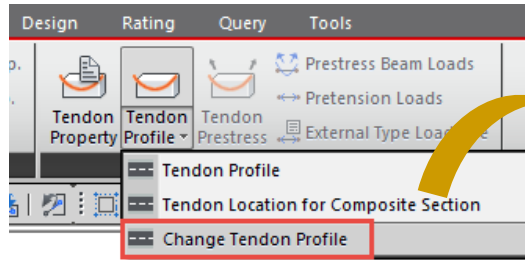 Design Rating Query Tools
p. Prestress Beam Loads
Pretension Loads
Tendon Tendon Tendon
Property Profile Prestress External Type Load
Tendon Profile
Tendon Location for Composite Section
Change Tendon Profile